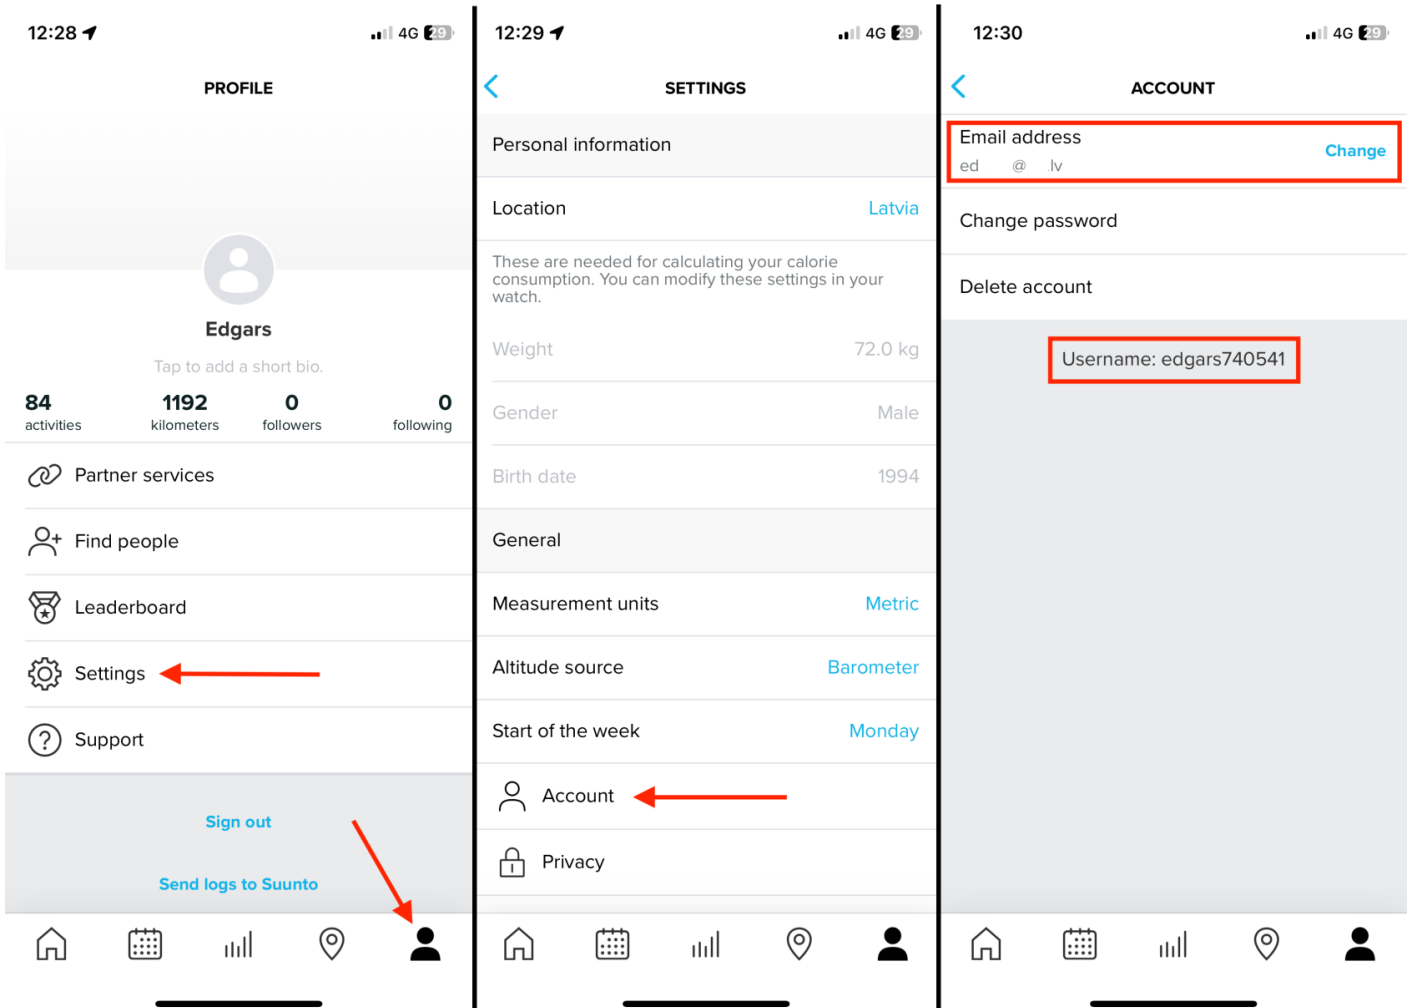 12:28
4G 29
PROFILE
Edgars
Tap to add a short bio.
84
1192
0
0
activities
kilometers
followers
following
Partner services
Find people
Leaderboard
Settings
Support
Sign out
Send logs to Suunto
12:29
4G 29
SETTINGS
Personal information
Location
Latvia
These are needed for calculating your calorie
consumption. You can modify these settings in your
watch.
Weight
72.0 kg
Gender
Male
Birth date
1994
General
Measurement units
Metric
Altitude source
Barometer
Start of the week
Monday
Account
Privacy
12:30
4G 29
ACCOUNT
Email address
Change
ed @ .lv
Change password
Delete account
Username: edgars740541